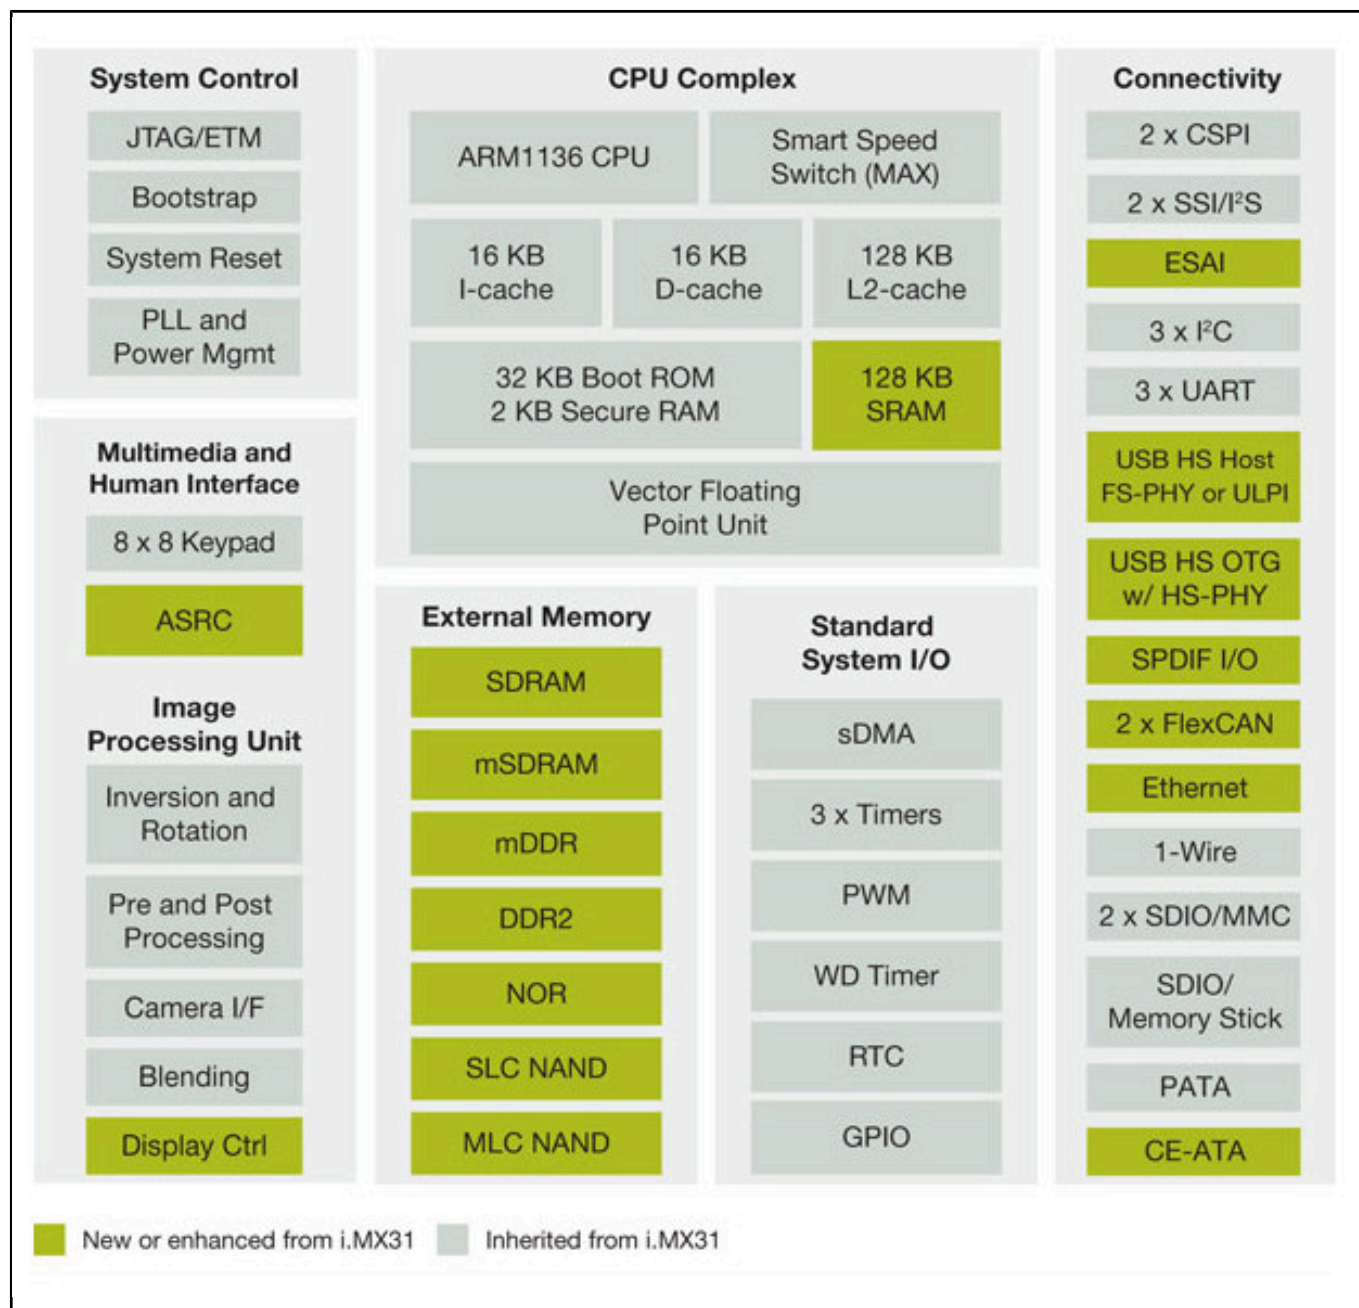 System Control
JTAG/ETM
Bootstrap
System Reset
PLL and
Power Mgmt
Multimedia and
Human Interface
8 x 8 Keypad
ASRC
Image
Processing Unit
Inversion and
Rotation
Pre and Post
Processing
Camera I/F
Blending
Display Ctrl
CPU Complex
ARM1136 CPU
Smart Speed
Switch (MAX)
16 KB
I-cache
16 KB
D-cache
128 KB
L2-cache
32 KB Boot ROM
2 KB Secure RAM
128 KB
SRAM
Vector Floating
Point Unit
External Memory
SDRAM
mSDRAM
mDDR
DDR2
NOR
SLC NAND
MLC NAND
Standard
System I/O
sDMA
3 x Timers
PWM
WD Timer
RTC
GPIO
Connectivity
2 x CSPI
2 x SSI/I²S
ESAI
3 x I²C
3 x UART
USB HS Host
FS-PHY or ULPI
USB HS OTG
w/ HS-PHY
SPDIF I/O
2 x FlexCAN
Ethernet
1-Wire
2 x SDIO/MMC
SDIO/
Memory Stick
PATA
CE-ATA
New or enhanced from i.MX31
Inherited from i.MX31